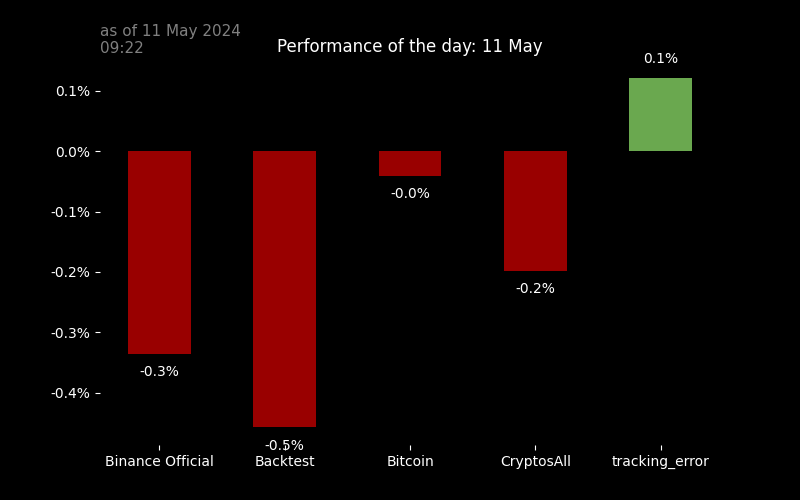 as of 11 May 2024
09:22
Performance of the day: 11 May
0.1%
0.1%
0.0%
-0.1%
-0.2%
-0.3%
-0.4%
-0.3%
-0.5%
-0.0%
-0.2%
Binance Official
Backtest
Bitcoin
CryptosAll
tracking_error